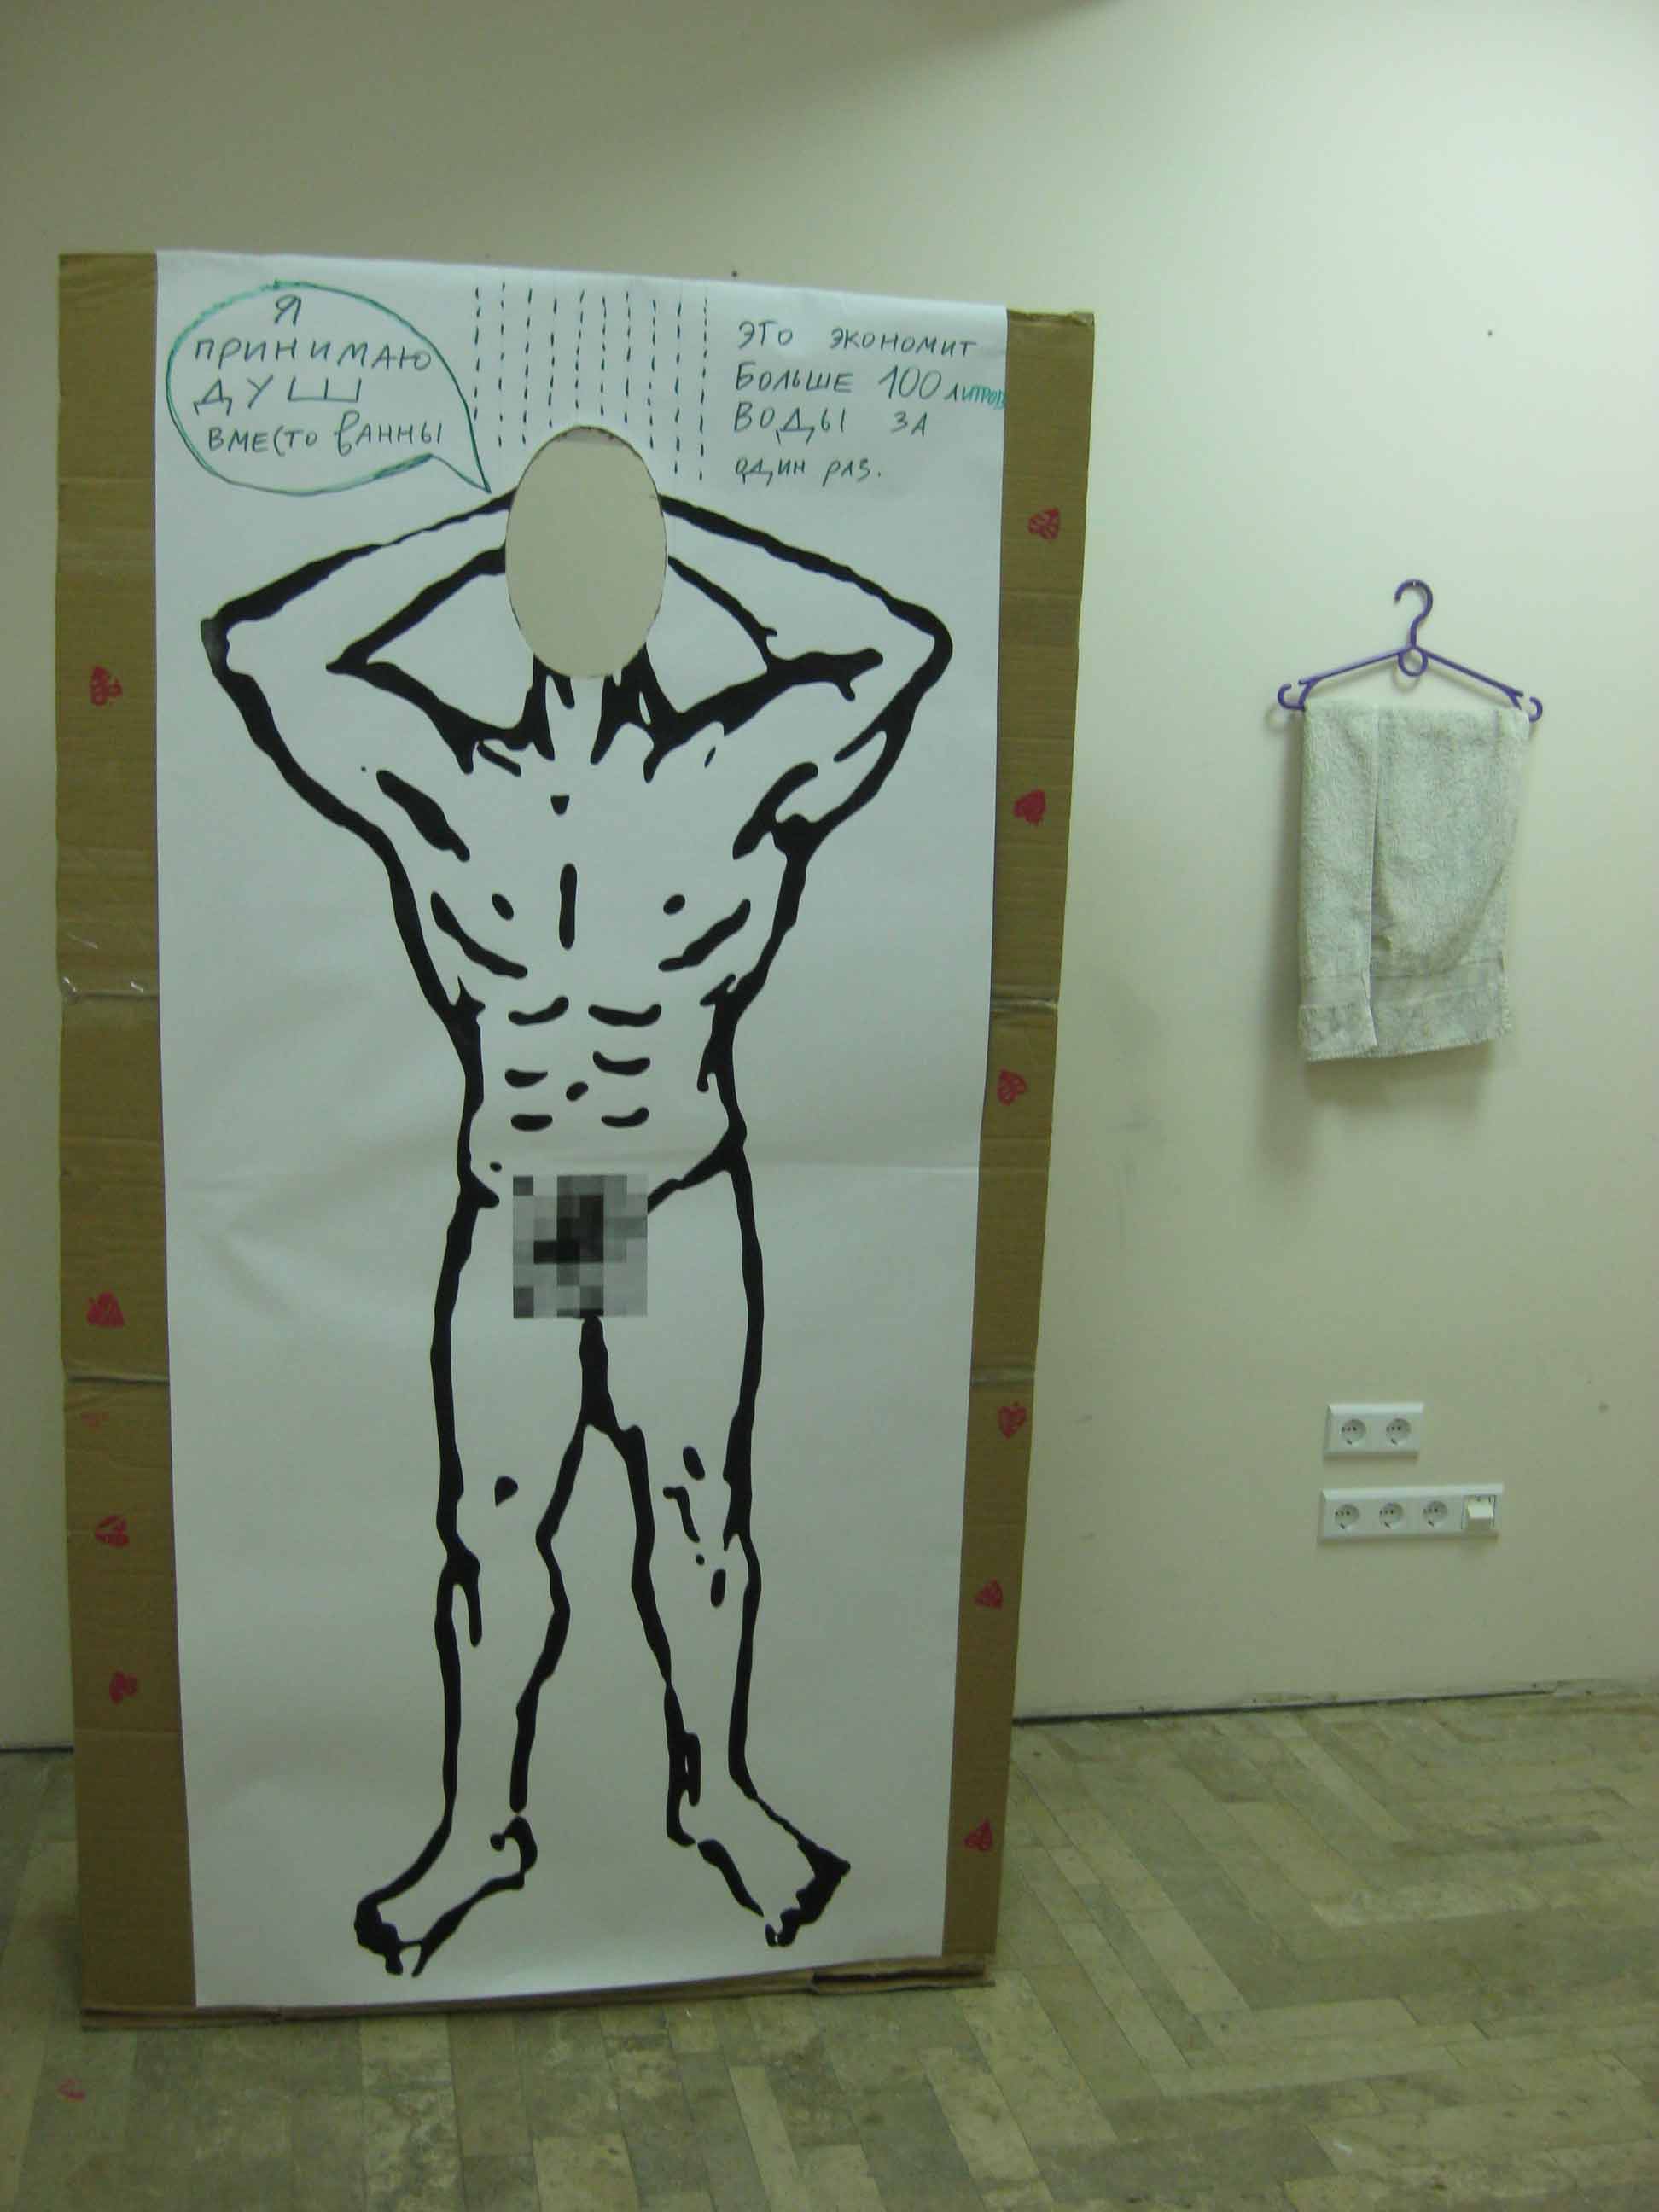 Я
ПРИНИМАЮ
ДУШ
ВМЕСТО ВАННЫ
ЭТО ЭКОНОМИТ
БОЛЬШЕ 100 ЛИТРОВ
ВОДЫ ЗА
ОДИН РАЗ.